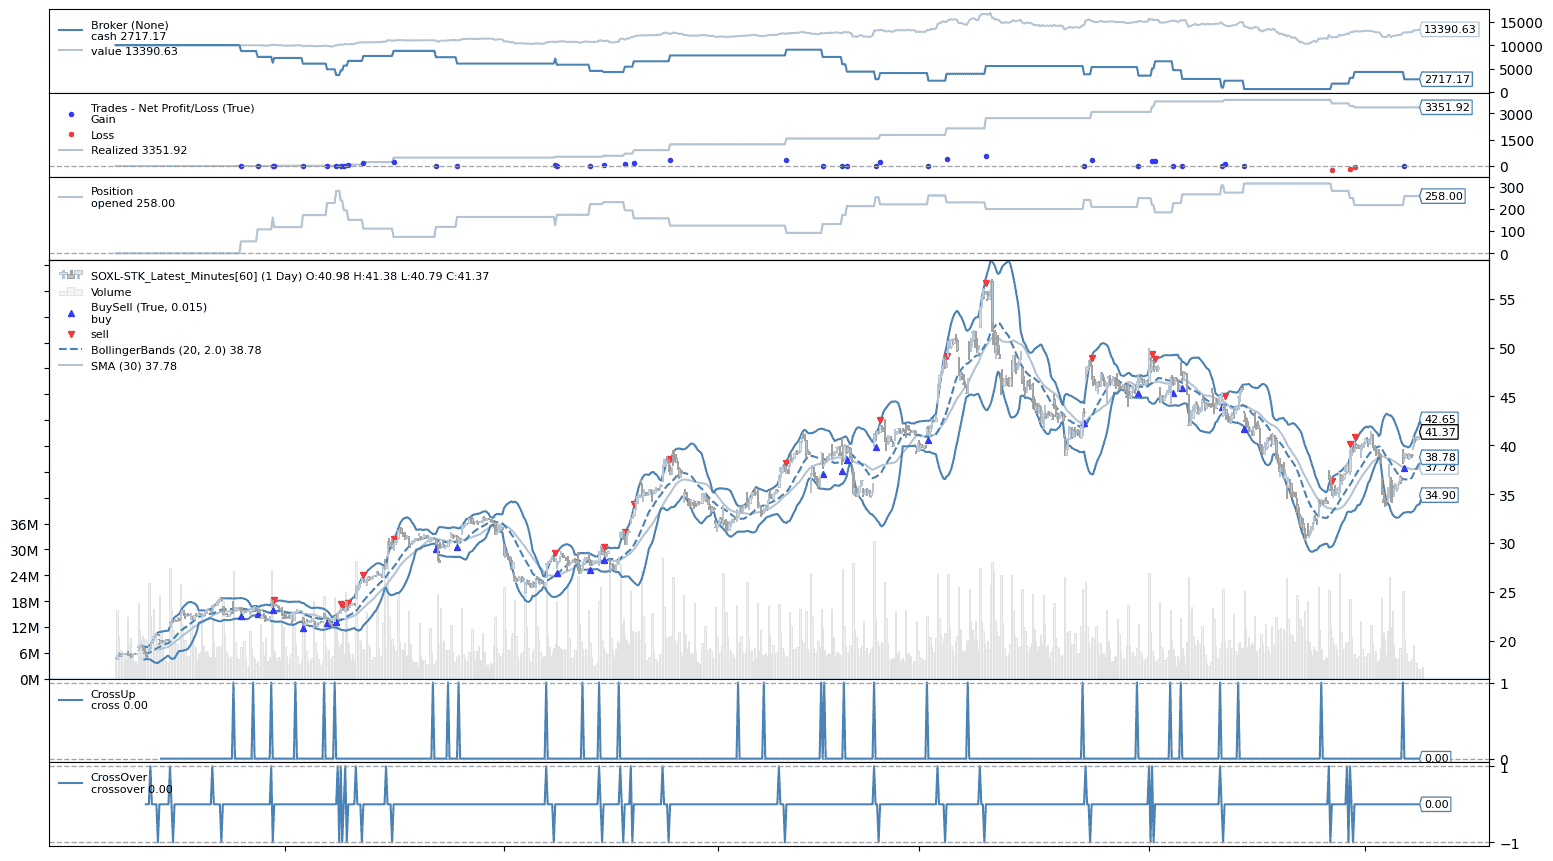 Broker (None)
cash 2717.17
value 13390.63
15000
13390.63
10000
5000
2717.17
0
Trades - Net Profit/Loss (True)
Gain
Loss
Realized 3351.92
3351.92
3000
1500
0
Position
opened 258.00
300
258.00
200
100
0
SOXL-STK_Latest_Minutes[60] (1 Day) O:40.98 H:41.38 L:40.79 C:41.37
Volume
BuySell (True, 0.015)
buy
sell
BollingerBands (20, 2.0) 38.78
SMA (30) 37.78
55
50
45
42.65
41.37
40
38.78
37.78
35
34.90
30
25
20
36M
30M
24M
18M
12M
6M
0M
CrossUp
cross 0.00
1
0.00
0
CrossOver
crossover 0.00
1
0.00
−1